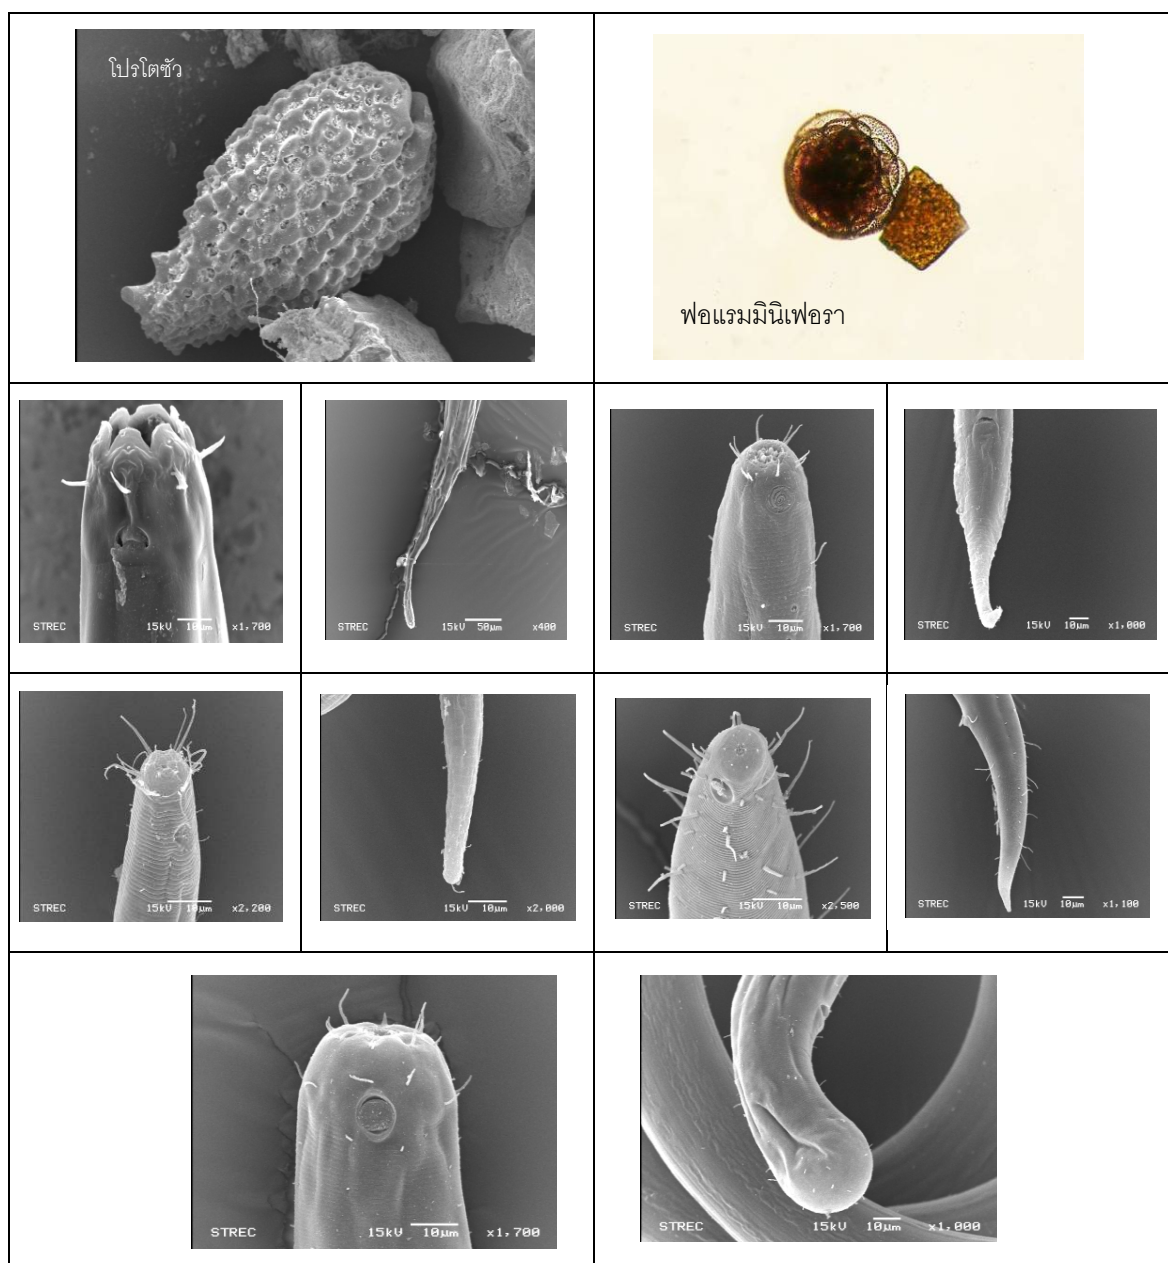 โปรโตซัว
ฟอแรมมินิเฟอรา
STREC 15kU 10µm x1,700
STREC 15kU 50µm x400
STREC 15kU 10µm x1,700
15kU 10µm x1,000
STREC 15kU 10µm x2,200
STREC 15kU 10µm x2,000
STREC 15kU 10µm x2,500
15kU 10µm x1,100
STREC 15kU 10µm x1,700
STREC 15kU 10µm x1,000